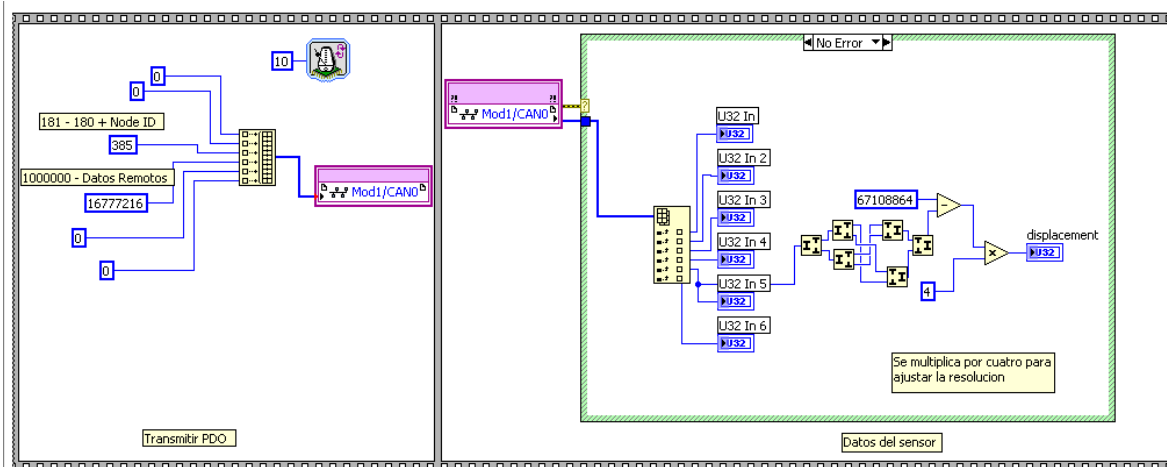 No Error
10
0
0
181 - 180 + Node ID
385
1000000 - Datos Remotos
16777216
0
0
Mod1/CAN0
Transmitir PDO
Mod1/CAN0
U32 In
U32
U32 In 2
U32
U32 In 3
U32
U32 In 4
U32
U32 In 5
U32
U32 In 6
U32
67108864
4
displacement
U32
Se multiplica por cuatro para
ajustar la resolucion
Datos del sensor